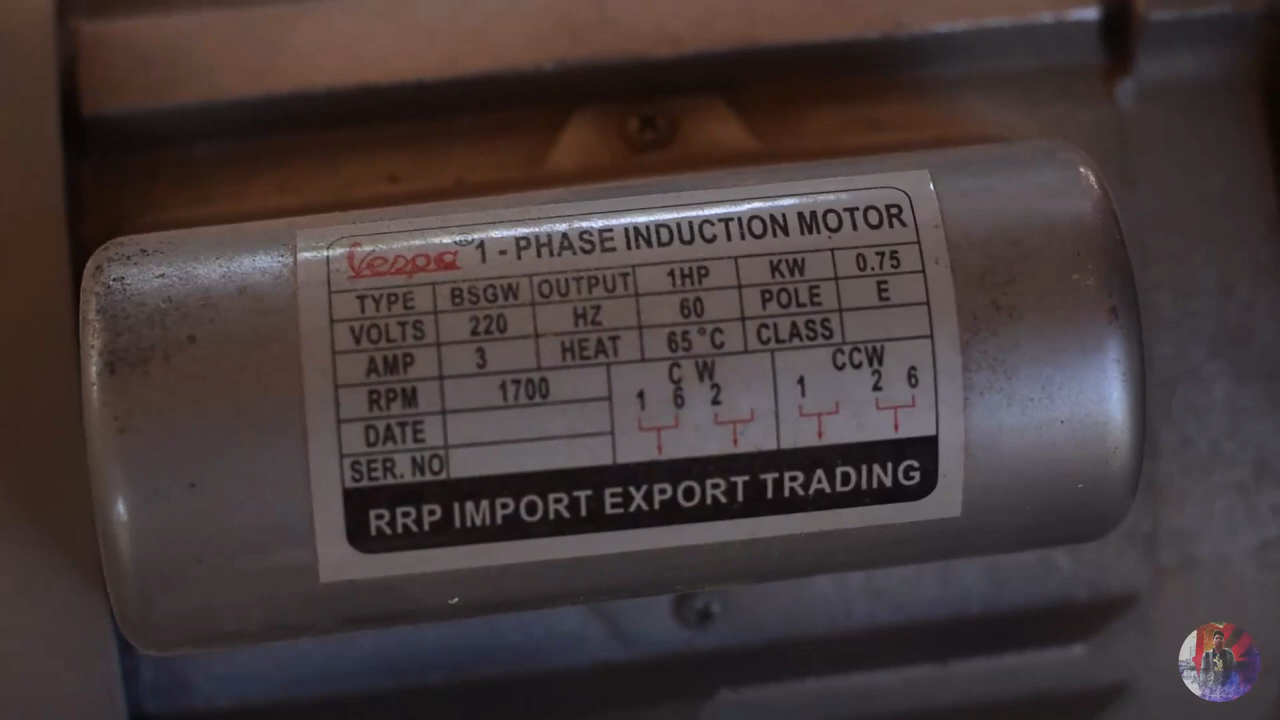 Vespa® 1 - PHASE INDUCTION MOTOR
TYPE BSGW OUTPUT 1HP KW 0.75
VOLTS 220 HZ 60 POLE E
AMP 3 HEAT 65°C CLASS
RPM 1700 C W CCW
1 6 2 1 2 6
DATE
SER. NO
RRP IMPORT EXPORT TRADING